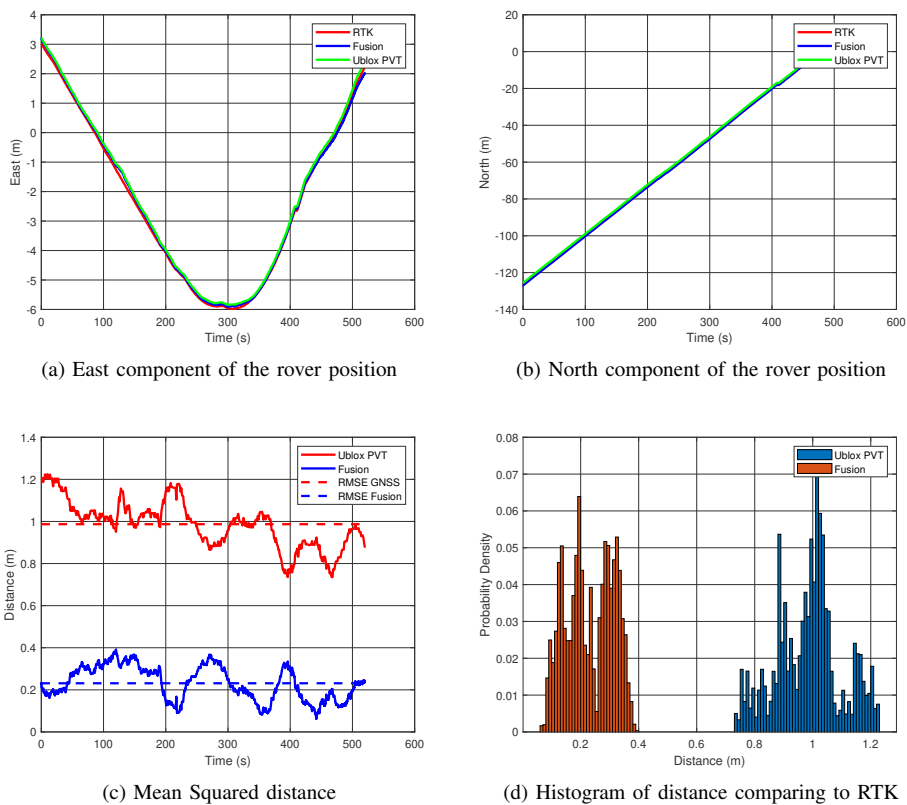 4
3
2
1
0
-1
-2
-3
-4
-5
-6
East (m)
0 100 200 300 400 500 600
Time (s)
RTK
Fusion
Ublox PVT
(a) East component of the rover position
20
0
-20
-40
-60
-80
-100
-120
-140
North (m)
0 100 200 300 400 500 600
Time (s)
RTK
Fusion
Ublox PVT
(b) North component of the rover position
1.4
1.2
1
0.8
0.6
0.4
0.2
0
Distance (m)
0 100 200 300 400 500 600
Time (s)
Ublox PVT
Fusion
RMSE GNSS
RMSE Fusion
(c) Mean Squared distance
0.08
0.07
0.06
0.05
0.04
0.03
0.02
0.01
0
Probability Density
0.2 0.4 0.6 0.8 1 1.2
Distance (m)
Ublox PVT
Fusion
(d) Histogram of distance comparing to RTK